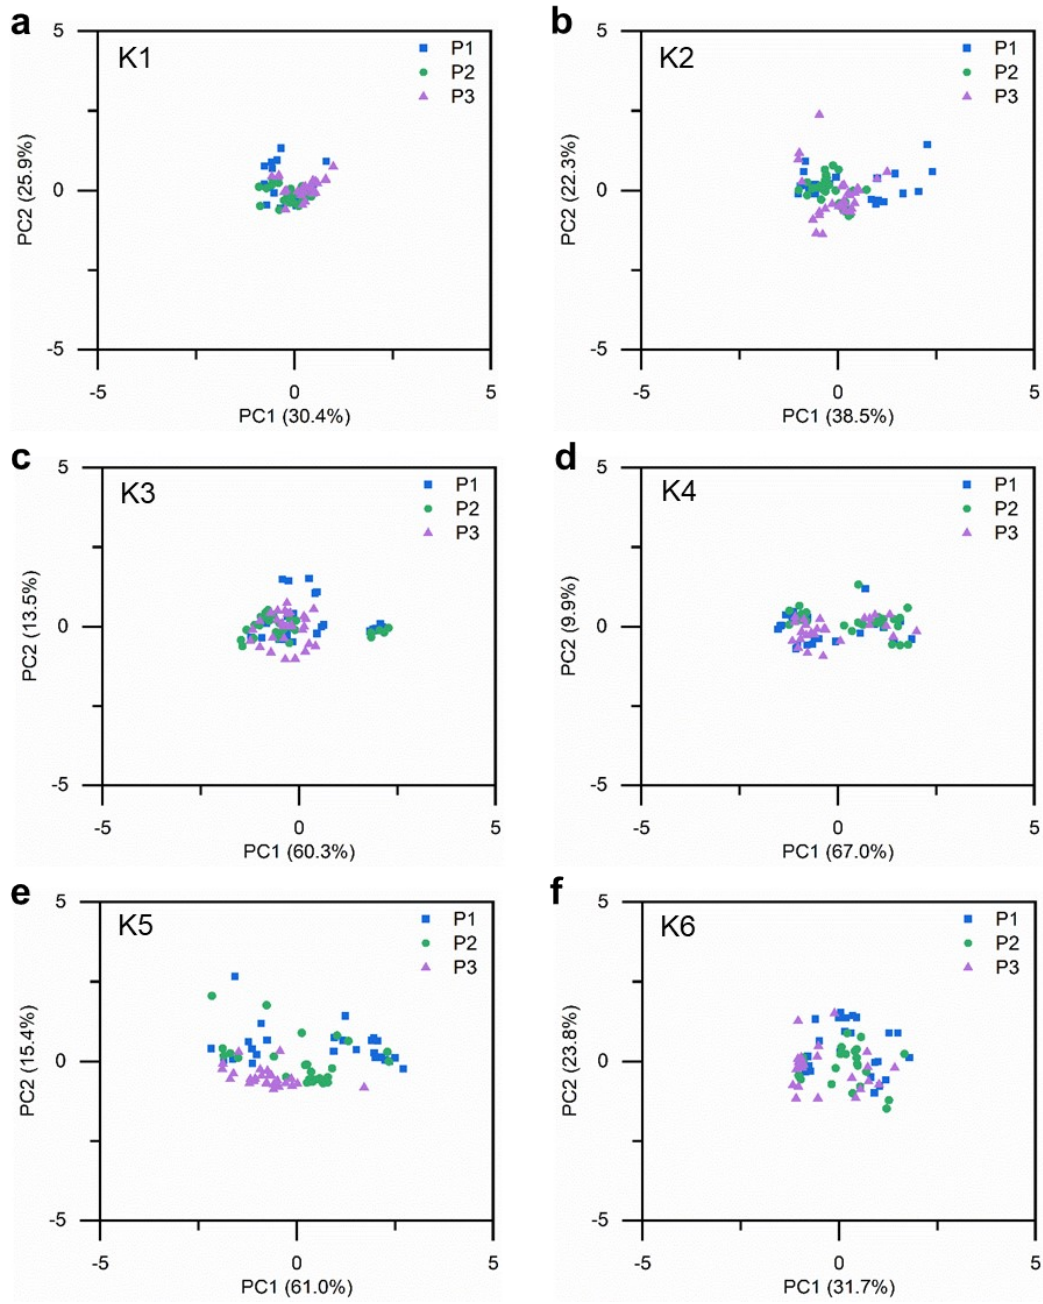 a
b
5
K1
P1
P2
P3
PC2 (25.9%)
0
-5
-5
0
5
PC1 (30.4%)
5
K2
P1
P2
P3
PC2 (22.3%)
0
-5
-5
0
5
PC1 (38.5%)
c
d
5
K3
P1
P2
P3
PC2 (13.5%)
0
-5
-5
0
5
PC1 (60.3%)
5
K4
P1
P2
P3
PC2 (9.9%)
0
-5
-5
0
5
PC1 (67.0%)
e
f
5
K5
P1
P2
P3
PC2 (15.4%)
0
-5
-5
0
5
PC1 (61.0%)
5
K6
P1
P2
P3
PC2 (23.8%)
0
-5
-5
0
5
PC1 (31.7%)